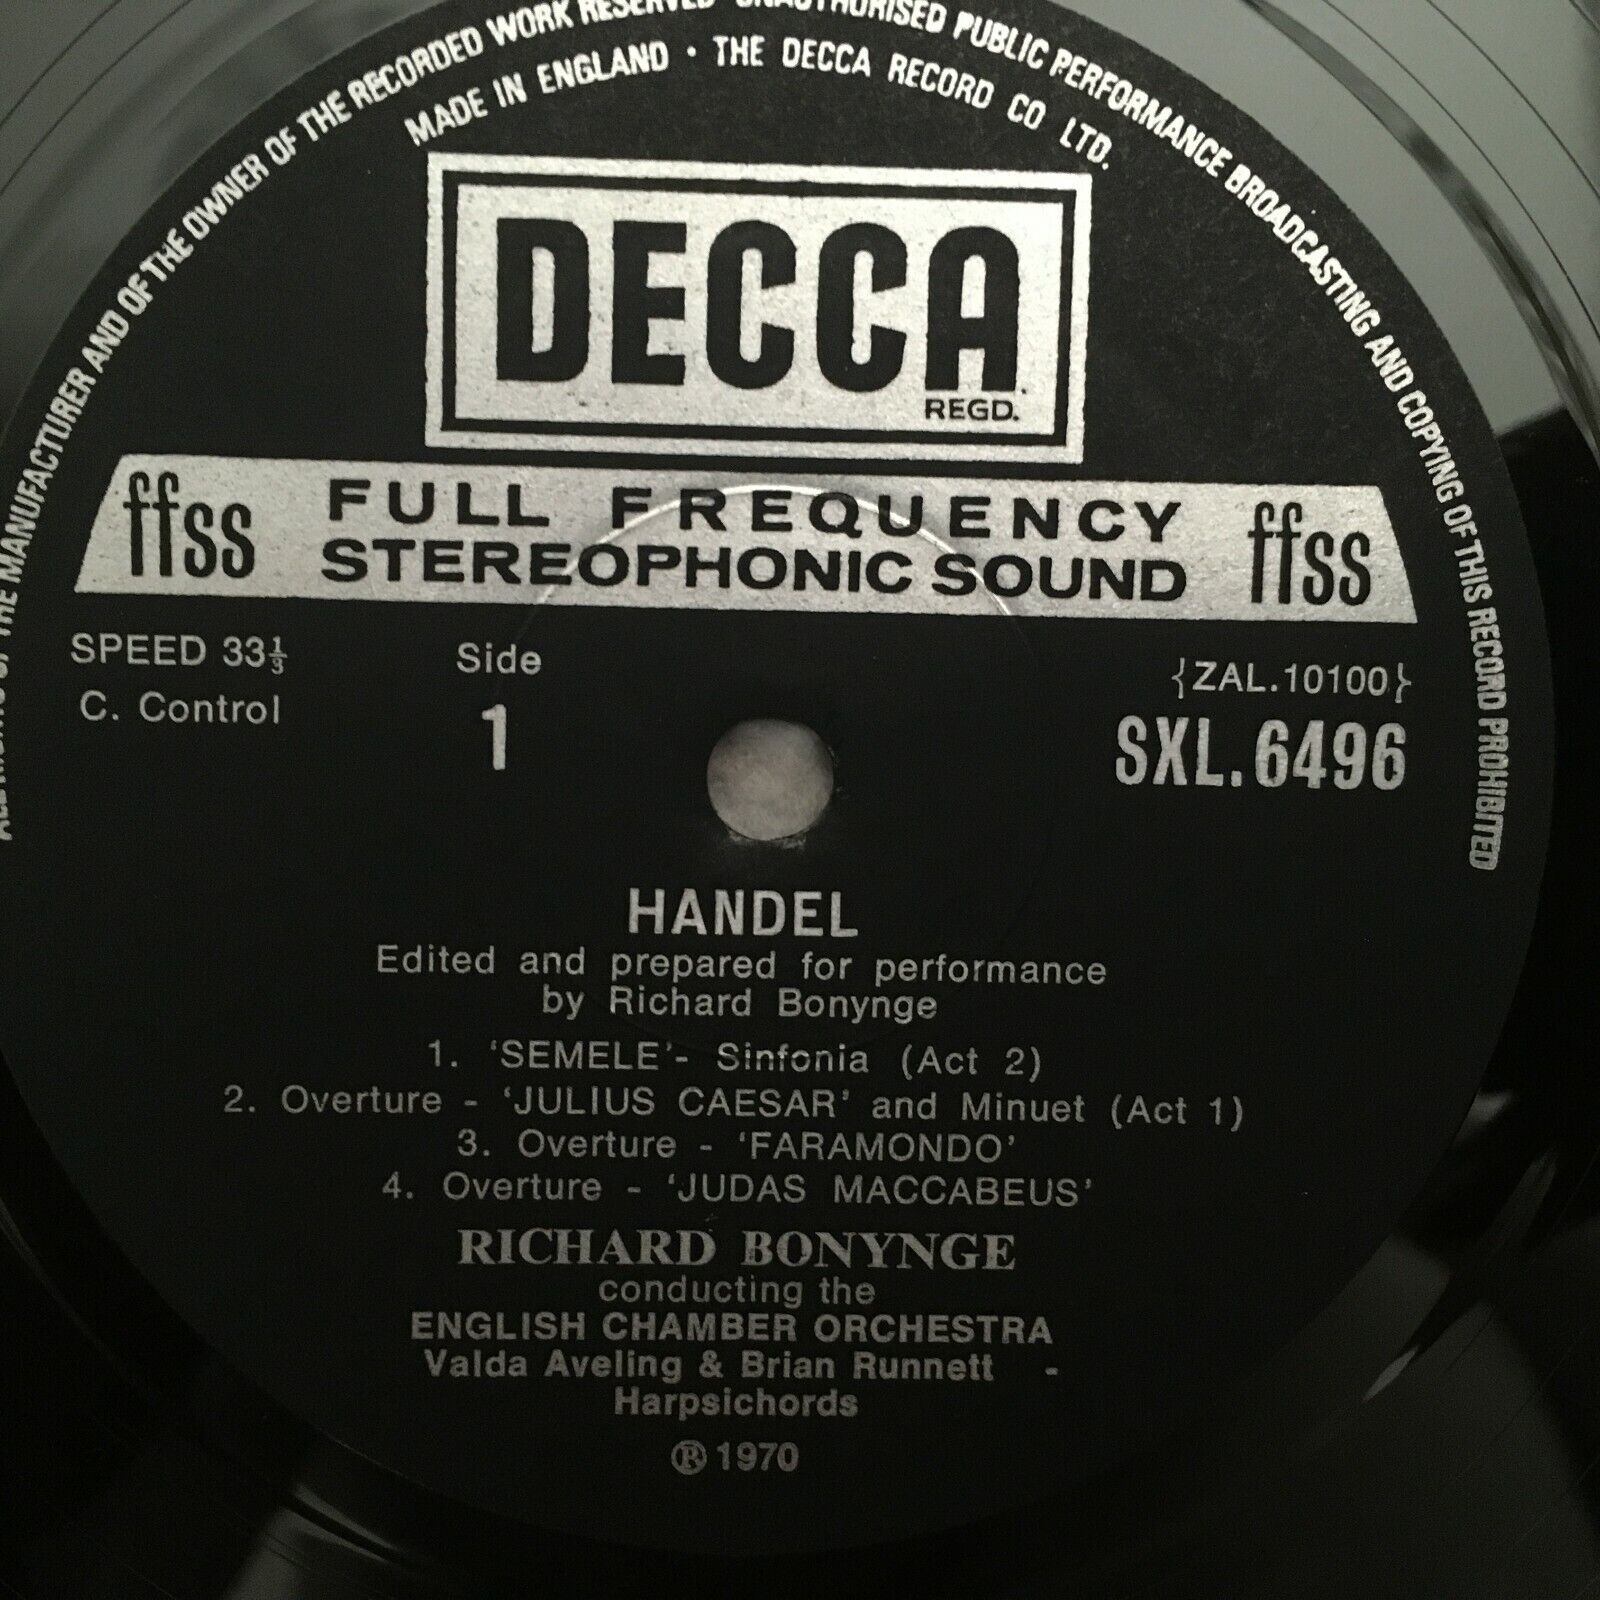 OF THE MANUFACTURER AND OF THE OWNER OF THE RECORDED WORK RESERVED UNAUTHORISED PUBLIC PERFORMANCE BROADCASTING AND COPYING OF THIS RECORD PROHIBITED
MADE IN ENGLAND • THE DECCA RECORD CO LTD.
DECCA
REGD.
ffss FULL FREQUENCY STEREOPHONIC SOUND ffss
SPEED 33⅓
C. Control
Side
1
{ZAL.10100}
SXL.6496
HANDEL
Edited and prepared for performance
by Richard Bonynge
1. ‘SEMELE’- Sinfonia (Act 2)
2. Overture - ‘JULIUS CAESAR’ and Minuet (Act 1)
3. Overture - ‘FARAMONDO’
4. Overture - ‘JUDAS MACCABEUS’
RICHARD BONYNGE
conducting the
ENGLISH CHAMBER ORCHESTRA
Valda Aveling & Brian Runnett -
Harpsichords
Ⓡ 1970